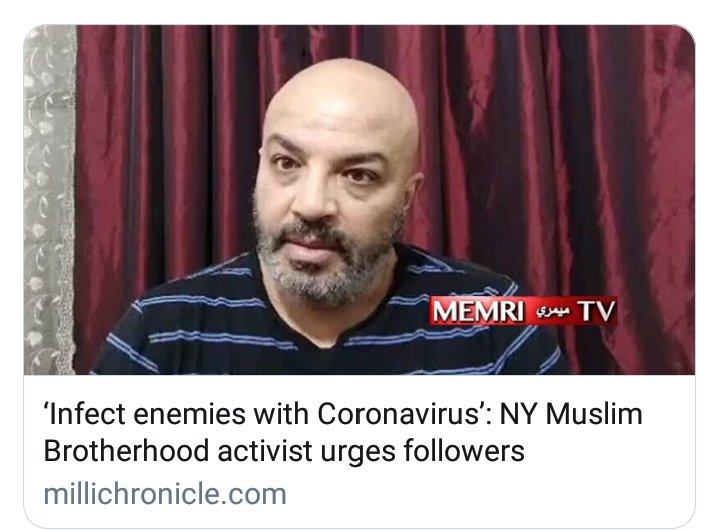 MEMRI ميمري TV
‘Infect enemies with Coronavirus’: NY Muslim
Brotherhood activist urges followers
millichronicle.com